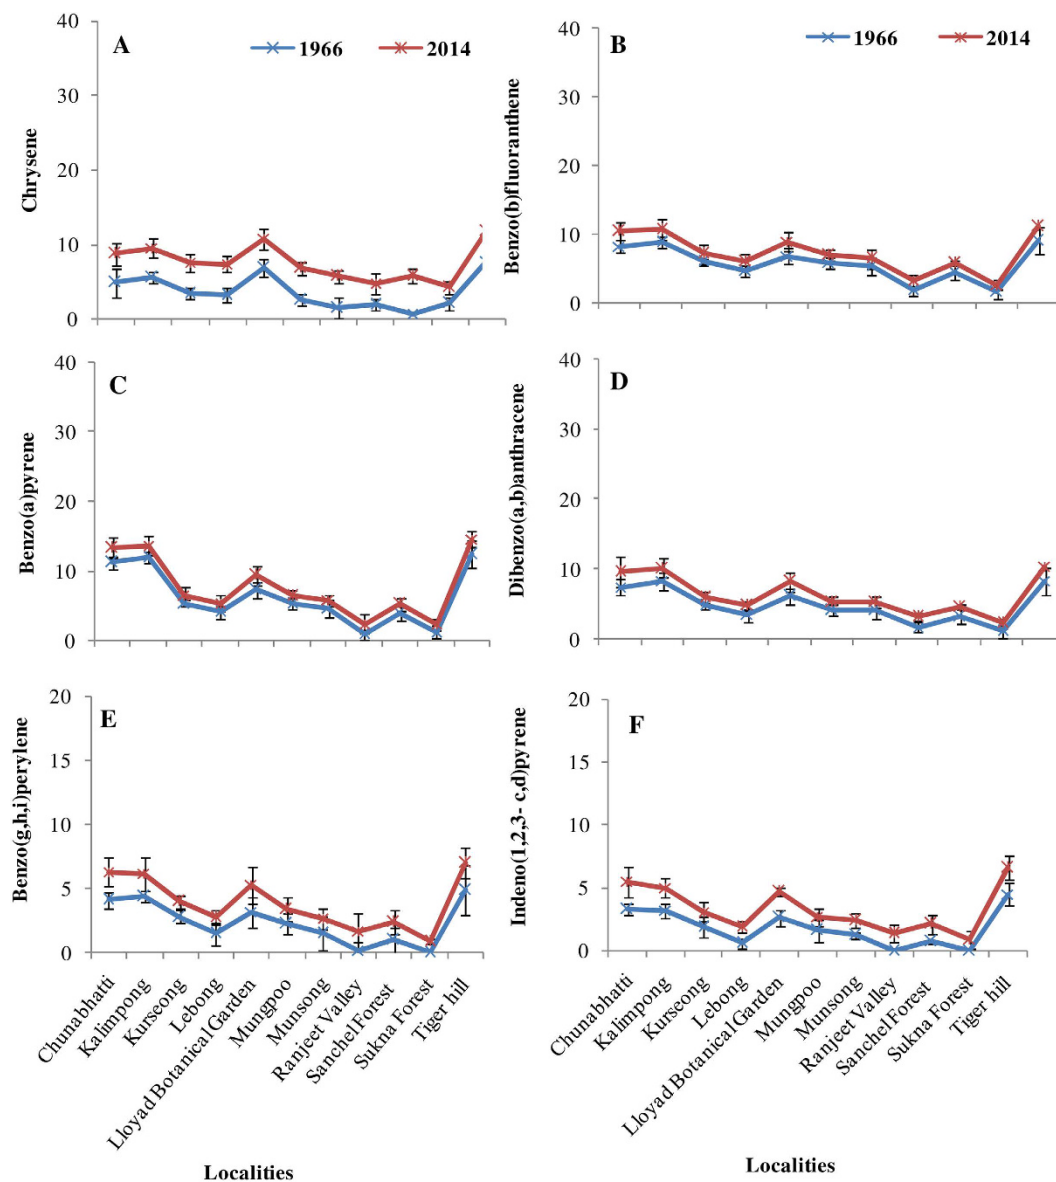 A
1966 2014
40
30
20
10
0
Chrysene
B
1966 2014
40
30
20
10
0
Benzo(b)fluoranthene
C
40
30
20
10
0
Benzo(a)pyrene
D
40
30
20
10
0
Dibenzo(a,b)anthracene
E
20
15
10
5
0
Benzo(g,h,i)perylene
Chunabhatti
Kalimpong
Kurseong
Lebong
Lloyad Botanical Garden
Mungpoo
Munsong
Ranjeet Valley
Sanchel Forest
Sukna Forest
Tiger hill
Localities
F
20
15
10
5
0
Indeno(1,2,3- c,d)pyrene
Chunabhatti
Kalimpong
Kurseong
Lebong
Lloyad Botanical Garden
Mungpoo
Munsong
Ranjeet Valley
Sanchel Forest
Sukna Forest
Tiger hill
Localities